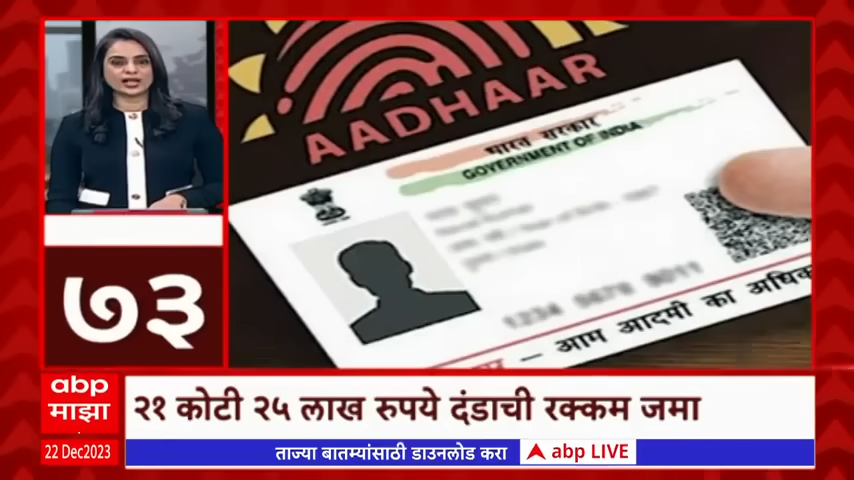 AADHAAR
भारत सरकार
GOVERNMENT OF INDIA
– आम आदमी का अधिक
७३
abp
माझा
२१ कोटी २५ लाख रुपये दंडाची रक्कम जमा
22 Dec2023
ताज्या बातम्यांसाठी डाउनलोड करा
abp LIVE